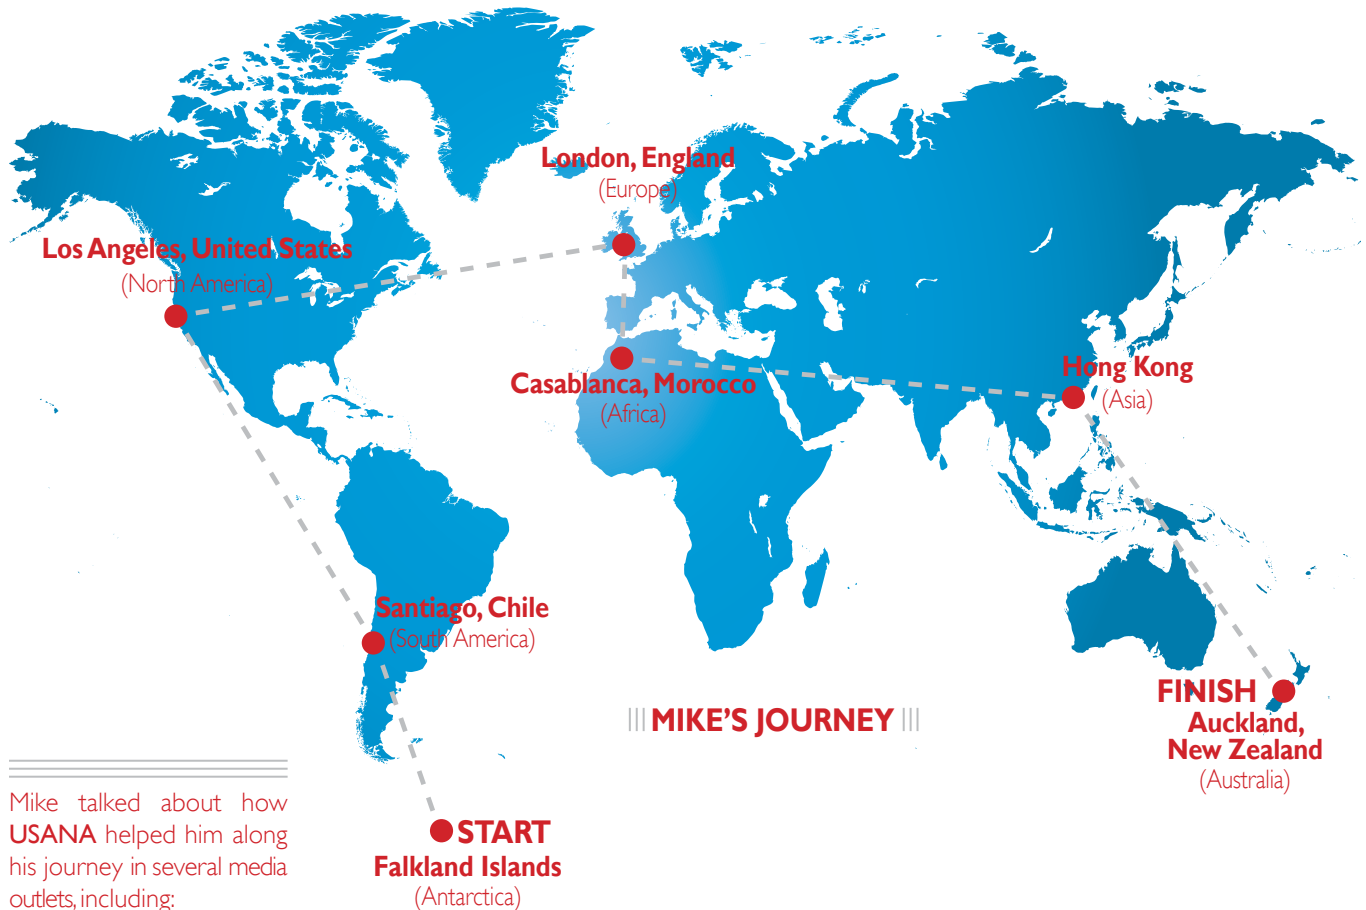 London, England
(Europe)
Los Angeles, United States
(North America)
Casablanca, Morocco
(Africa)
Hong Kong
(Asia)
Santiago, Chile
(South America)
||| MIKE'S JOURNEY |||
FINISH
Auckland,
New Zealand
(Australia)
Mike talked about how
USANA helped him along
his journey in several media
outlets, including:
START
Falkland Islands
(Antarctica)